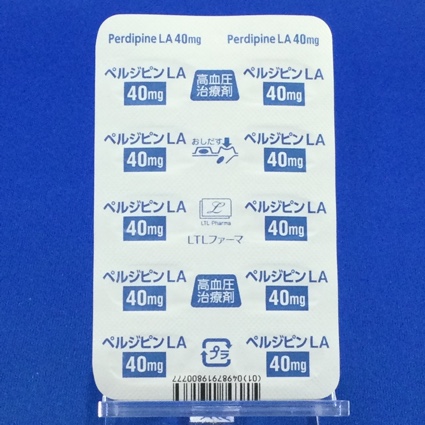 Perdipine LA 40mg Perdipine LA 40mg
ペルジピンLA ペルジピンLA
40mg 高血圧 40mg
治療剤
ペルジピンLA おしだす ペルジピンLA
40mg 40mg
ペルジピンLA L ペルジピンLA
LTL Pharma
40mg LTLファーマ 40mg
ペルジピンLA 高血圧 ペルジピンLA
40mg 治療剤 40mg
ペルジピンLA ペルジピンLA
40mg プラ 40mg
(01)04987919800777